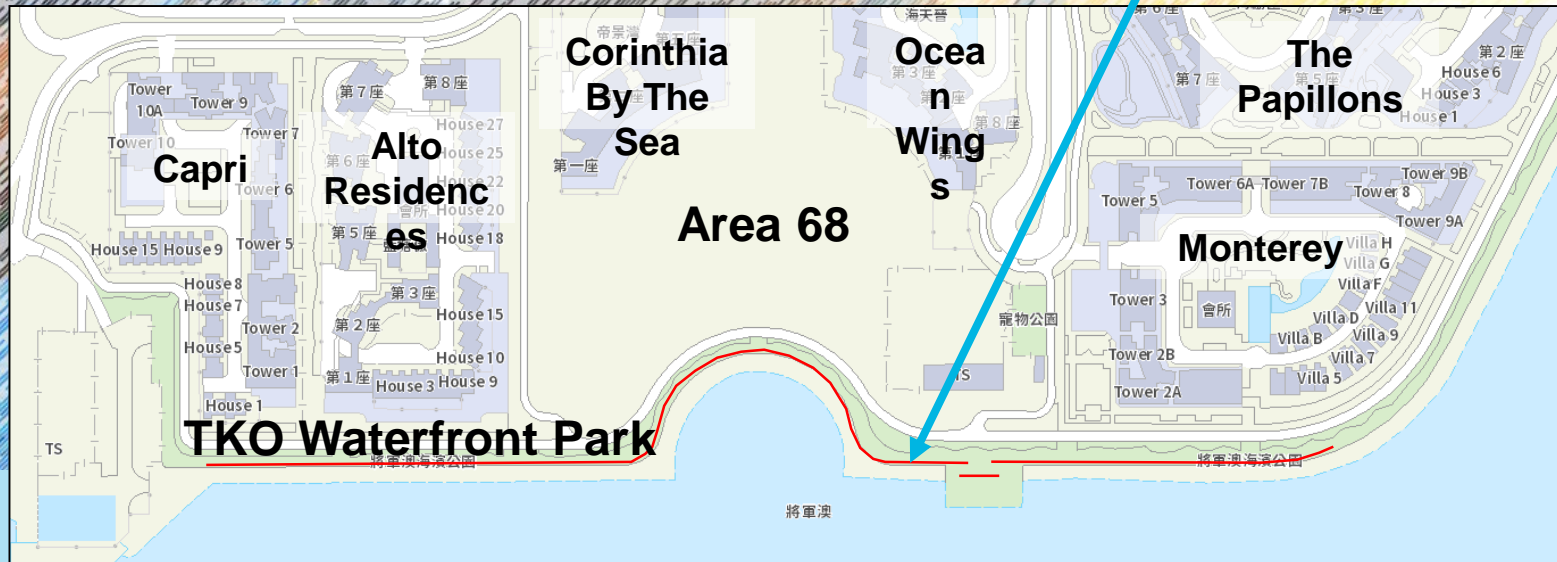 第 6 座
第 3 座
海天晉
帝景灣
第五座
Corinthia
By The
Sea
第一座
Ocea
n
Wing
s
第 3 座
第 8 座
The
Papillons
第 7 座
第 5 座
第 2 座
House 6
House 3
House 1
Tower
10A
Tower 9
Tower 10
Tower 7
Capri
Tower 6
House 15
House 9
Tower 5
House 8
House 7
Tower 2
House 5
Tower 1
House 1
第 7 座
第 8 座
House 27
Alto
Residenc
es
第 6 座
House 25
House 22
會所
House 20
第 5 座
House 18
第 3 座
第 2 座
House 15
House 10
第 1 座
House 3
House 9
Area 68
寵物公園
TS
Tower 5
Tower 6A
Tower 7B
Tower 8
Tower 9B
Tower 9A
Monterey
Villa H
Villa G
Villa F
Tower 3
會所
Villa 11
Villa D
Villa B
Villa 9
Villa 7
Villa 5
Tower 2B
Tower 2A
TS
TKO Waterfront Park
將軍澳海濱公園
將軍澳海濱公園
將軍澳